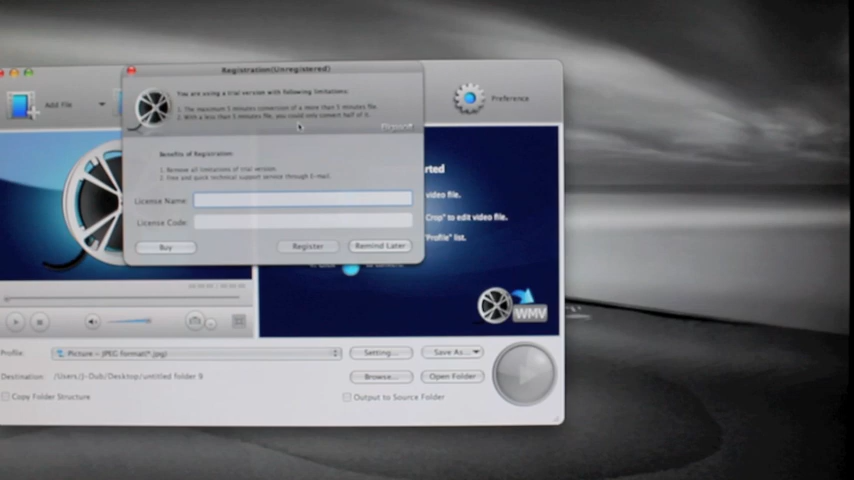 Registration(Unregistered)
You are using a trial version with following limitations:
1. The maximum 5 minutes conversion of a more than 5 minutes file.
2. With a less than 5 minutes file, you could only convert half of it.
Benefits of Registration:
1. Remove all limitations of trial version.
2. Free and quick technical support service through E-mail.
License Name:
License Code:
Buy
Register
Remind Later
Add File
Preference
rted
video file.
Crop" to edit video file.
"Profile" list.
WMV
Profile:
Picture - JPEG format(*.jpg)
Setting...
Save As...
Destination:
/Users/J-Dub/Desktop/untitled folder 9
Browse...
Open Folder
Copy Folder Structure
Output to Source Folder